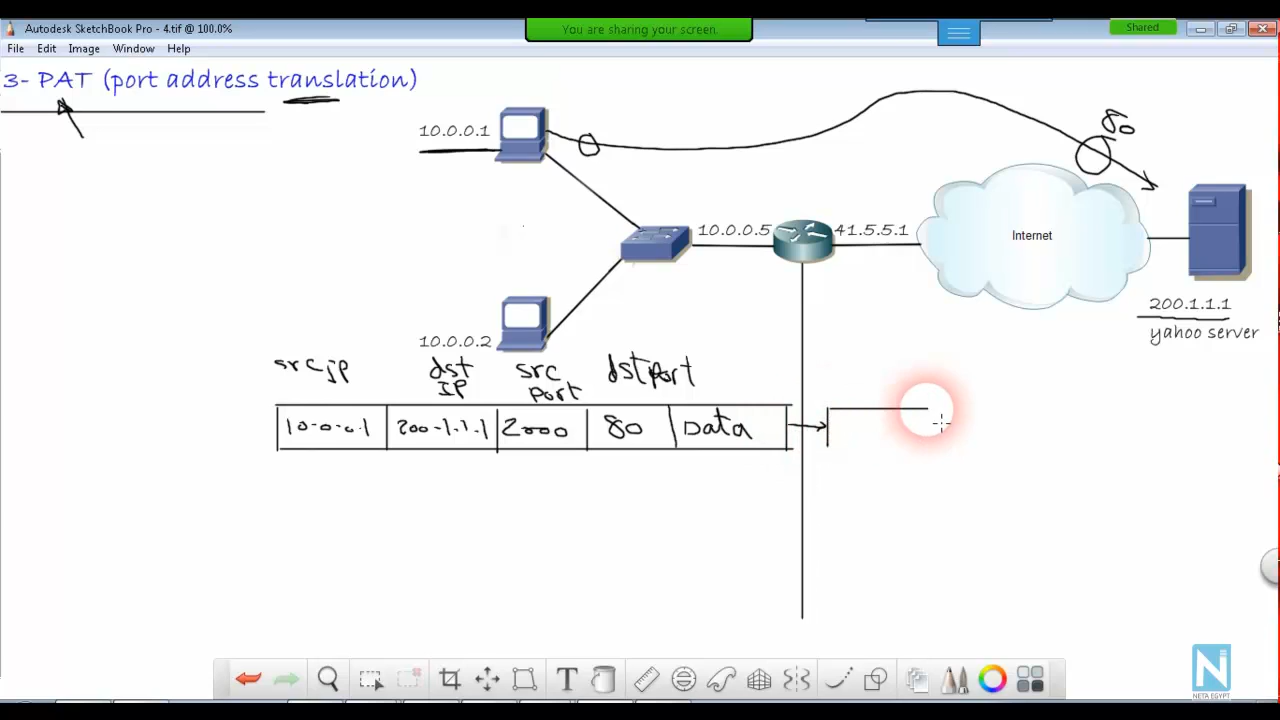 Autodesk SketchBook Pro - 4.tif @ 100.0%
You are sharing your screen.
Shared
File Edit Image Window Help
3- PAT (port address translation)
80
10.0.0.1
10.0.0.5
41.5.5.1
Internet
200.1.1.1
yahoo server
10.0.0.2
src ip
dst IP
src port
dst port
10.0.0.1
200.1.1.1
2000
80
Data
NETA EGYPT